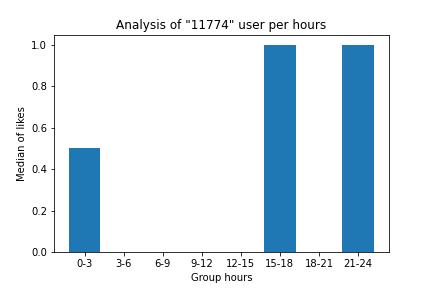 Analysis of "11774" user per hours
1.0
0.8
0.6
0.4
0.2
0.0
Median of likes
0-3 3-6 6-9 9-12 12-15 15-18 18-21 21-24
Group hours